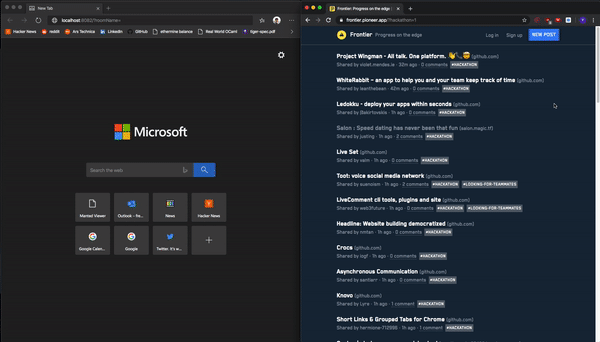 New Tab
localhost:8082/?roomName=
Hacker News
reddit
Ars Technica
LinkedIn
GitHub
ethermine balance
Real World OCaml
tiger-spec.pdf
Microsoft
Search the web
Wanted Viewer
Outlook - fre...
News
Hacker News
Google Calen...
Google
Twitter. It's w...
Frontier: Progress on the edge
frontier.pioneer.app/?hackathon=1
Frontier Progress on the edge
Log in
Sign up
NEW POST
Project Wingman - All talk. One platform. 👋📞🤯 (github.com)
Shared by violet.mendes.ie · 32m ago · 0 comments #HACKATHON
WhiteRabbit – an app to help you and your team keep track of time (github.com)
Shared by leanthebean · 42m ago · 0 comments #HACKATHON
Ledokku - deploy your apps within seconds (github.com)
Shared by Bakirtovsis · 1h ago · 0 comments #HACKATHON
Salon : Speed dating has never been that fun (salon.magic.tf)
Shared by justing · 1h ago · 2 comments #HACKATHON
Live Set (github.com)
Shared by valm · 1h ago · 0 comments #HACKATHON
Toot: voice social media network (github.com)
1h ago · 2 comments #HACKATHON #LOOKING-FOR-TEAMMATES
LiveComment cli tools, plugins and site (github.com)
Shared by web3future · 1h ago · 0 comments #HACKATHON #LOOKING-FOR-TEAMMATES
Headline: Website building democratized (github.com)
Shared by nmfan · 1h ago · 0 comments #HACKATHON
Crocs (github.com)
1h ago · 0 comments #HACKATHON
Asynchronous Communication (github.com)
Shared by santiarr · 1h ago · 0 comments #HACKATHON
Knovo (github.com)
Shared by Lyre · 1h ago · 1 comment #HACKATHON
Short Links & Grouped Tabs for Chrome (github.com)
Shared by hermione-712995 · 1h ago · 1 comment #HACKATHON